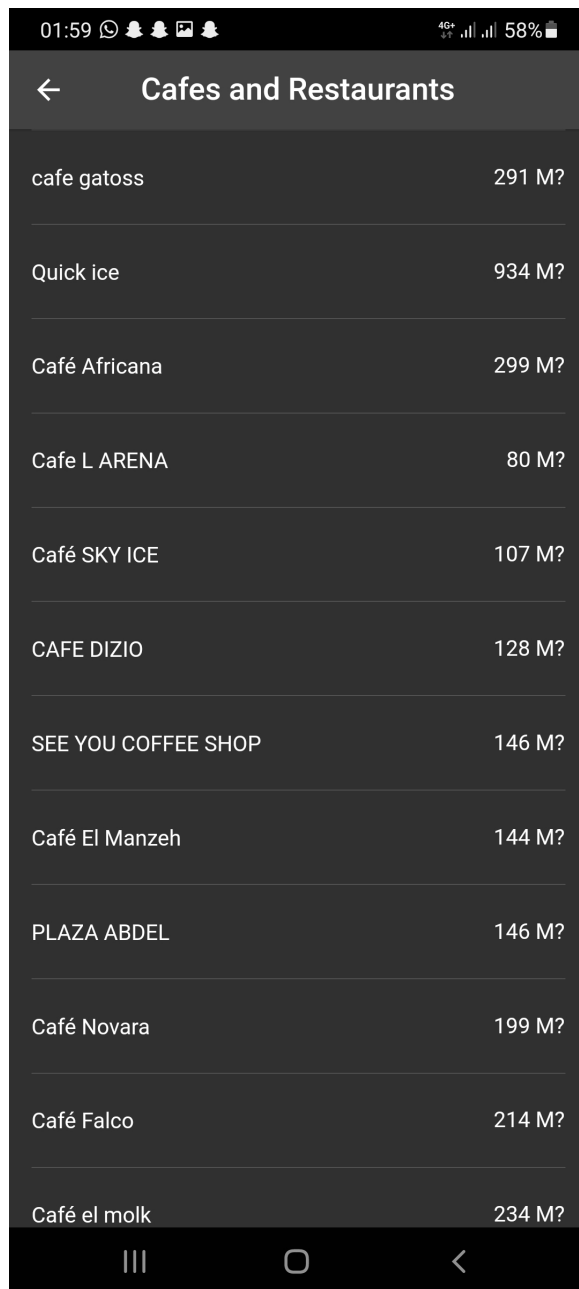 01:59 4G+ 58%
Cafes and Restaurants
cafe gatoss 291 M?
Quick ice 934 M?
Café Africana 299 M?
Cafe L ARENA 80 M?
Café SKY ICE 107 M?
CAFE DIZIO 128 M?
SEE YOU COFFEE SHOP 146 M?
Café El Manzeh 144 M?
PLAZA ABDEL 146 M?
Café Novara 199 M?
Café Falco 214 M?
Café el molk 234 M?